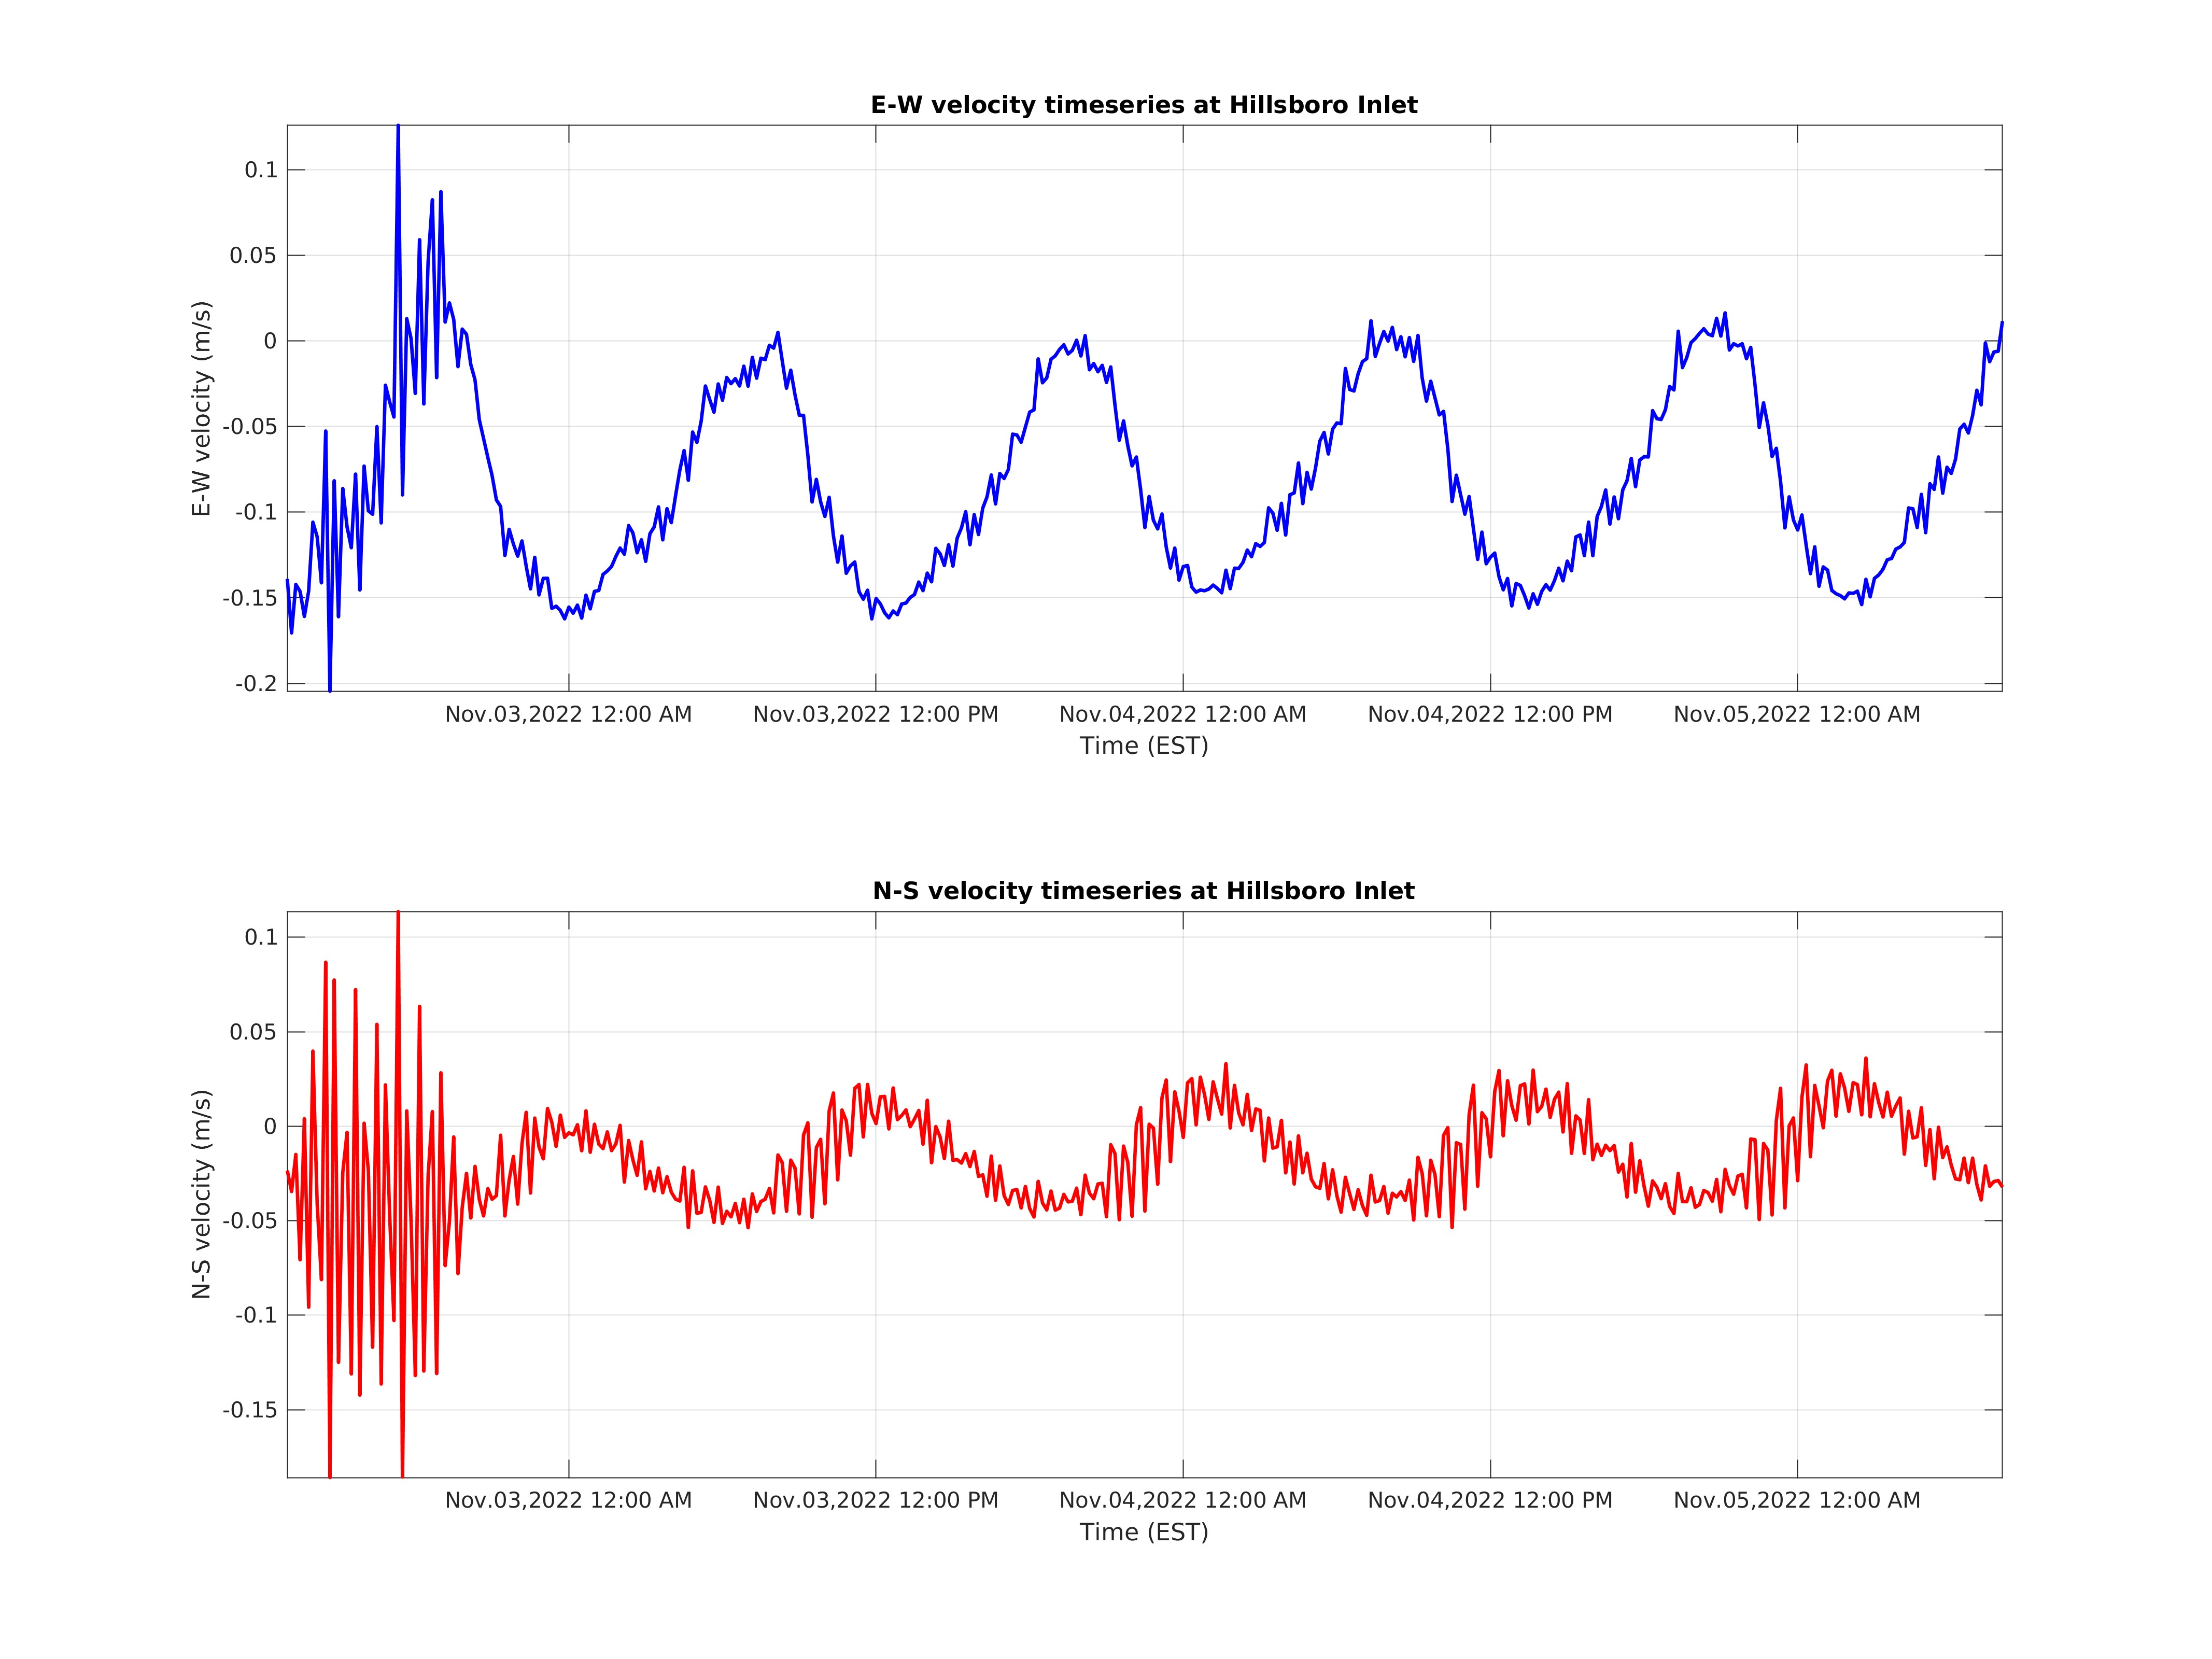 E-W velocity timeseries at Hillsboro Inlet
E-W velocity (m/s)
0.1
0.05
0
-0.05
-0.1
-0.15
-0.2
Nov.03,2022 12:00 AM Nov.03,2022 12:00 PM Nov.04,2022 12:00 AM Nov.04,2022 12:00 PM Nov.05,2022 12:00 AM
Time (EST)
N-S velocity timeseries at Hillsboro Inlet
N-S velocity (m/s)
0.1
0.05
0
-0.05
-0.1
-0.15
Nov.03,2022 12:00 AM Nov.03,2022 12:00 PM Nov.04,2022 12:00 AM Nov.04,2022 12:00 PM Nov.05,2022 12:00 AM
Time (EST)